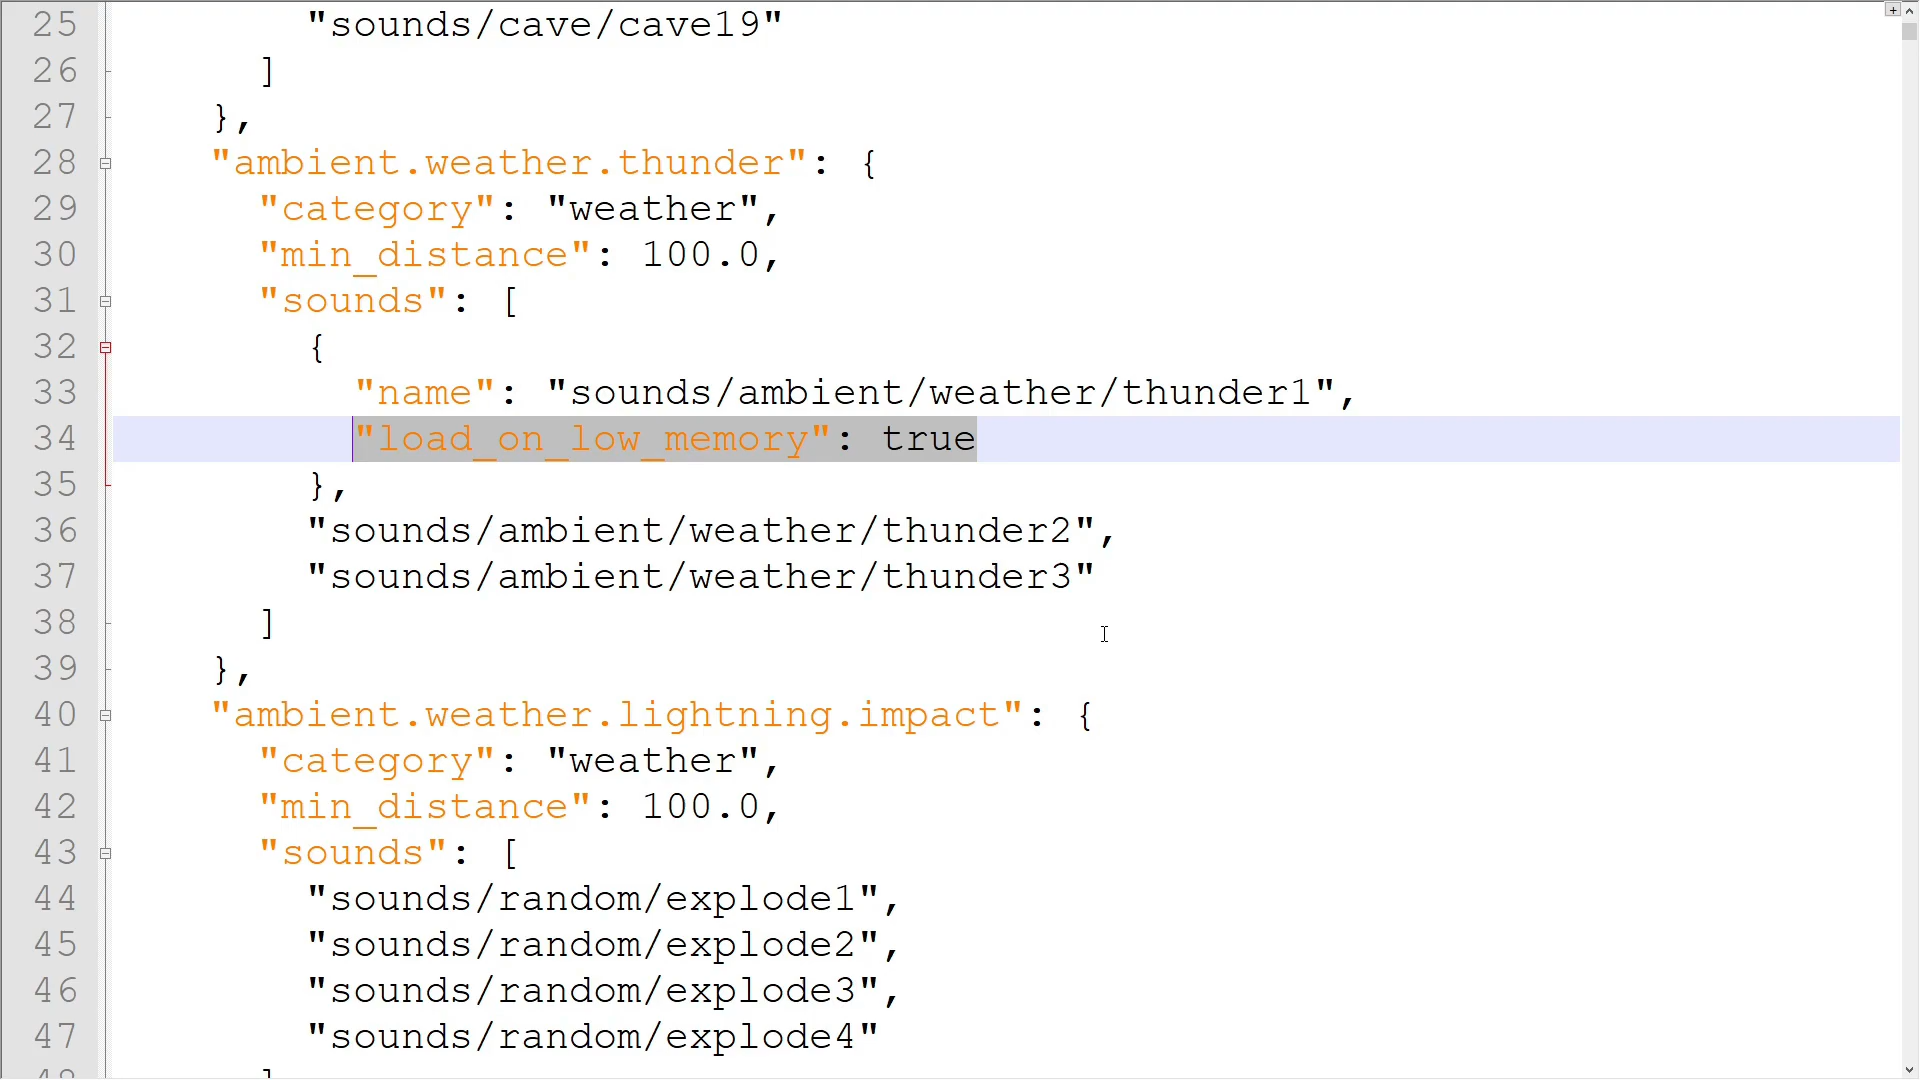 25 "sounds/cave/cave19"
26 ]
27 },
28 "ambient.weather.thunder": {
29 "category": "weather",
30 "min_distance": 100.0,
31 "sounds": [
32 {
33 "name": "sounds/ambient/weather/thunder1",
34 "load_on_low_memory": true
35 },
36 "sounds/ambient/weather/thunder2",
37 "sounds/ambient/weather/thunder3"
38 ]
39 },
40 "ambient.weather.lightning.impact": {
41 "category": "weather",
42 "min_distance": 100.0,
43 "sounds": [
44 "sounds/random/explode1",
45 "sounds/random/explode2",
46 "sounds/random/explode3",
47 "sounds/random/explode4"
48 ]